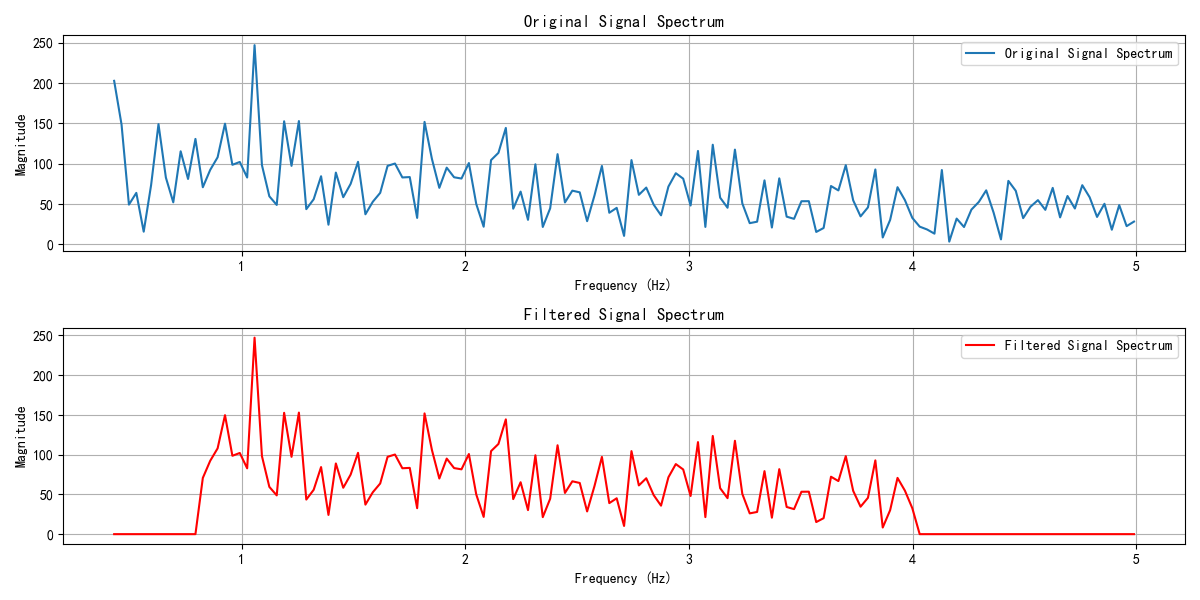 Original Signal Spectrum
250
200
150
100
50
0
Magnitude
Original Signal Spectrum
1
2
3
4
5
Frequency (Hz)
Filtered Signal Spectrum
250
200
150
100
50
0
Magnitude
Filtered Signal Spectrum
1
2
3
4
5
Frequency (Hz)